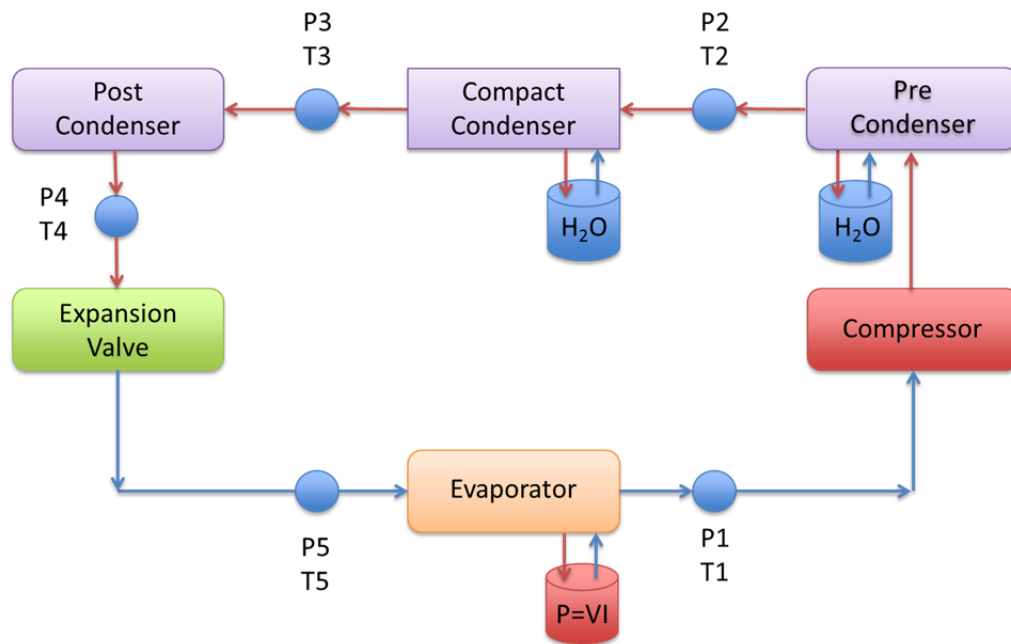 P3
T3
P2
T2
Post
Condenser
Compact
Condenser
Pre
Condenser
P4
T4
H₂O
H₂O
Expansion
Valve
Compressor
Evaporator
P5
T5
P1
T1
P=VI